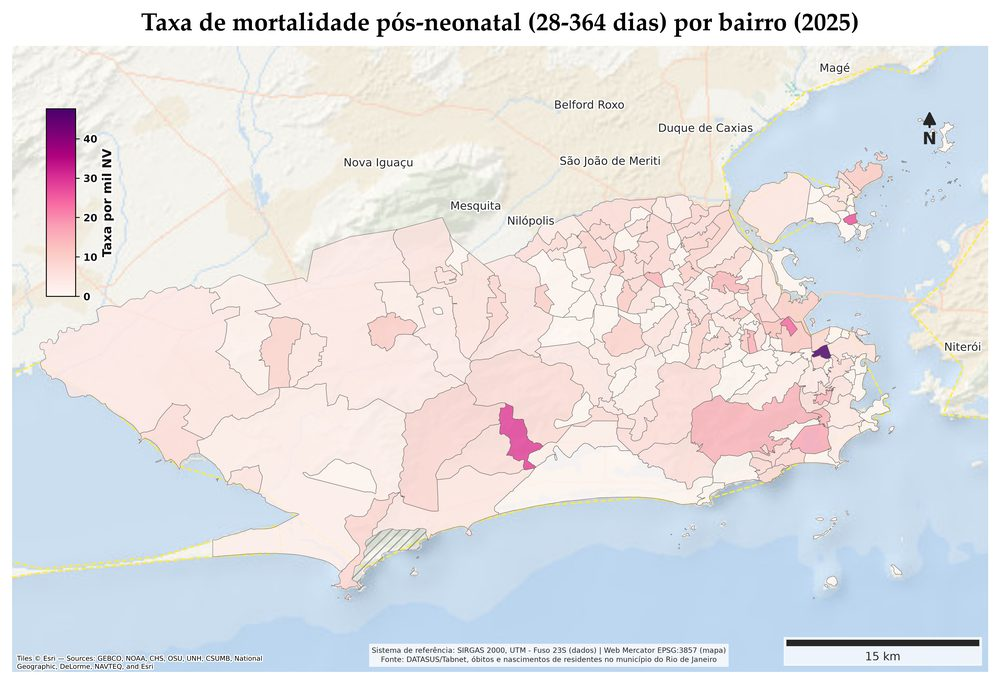 Taxa de mortalidade pós-neonatal (28-364 dias) por bairro (2025)
Magé
Belford Roxo
Duque de Caxias
N
São João de Meriti
Nova Iguaçu
Mesquita
Nilópolis
Niterói
40
30
20
10
0
Taxa por mil NV
15 km
Tiles © Esri — Sources: GEBCO, NOAA, CHS, OSU, UNH, CSUMB, National
Geographic, DeLorme, NAVTEQ, and Esri
Sistema de referência: SIRGAS 2000, UTM - Fuso 23S (dados) | Web Mercator EPSG:3857 (mapa)
Fonte: DATASUS/Tabnet, óbitos e nascimentos de residentes no município do Rio de Janeiro